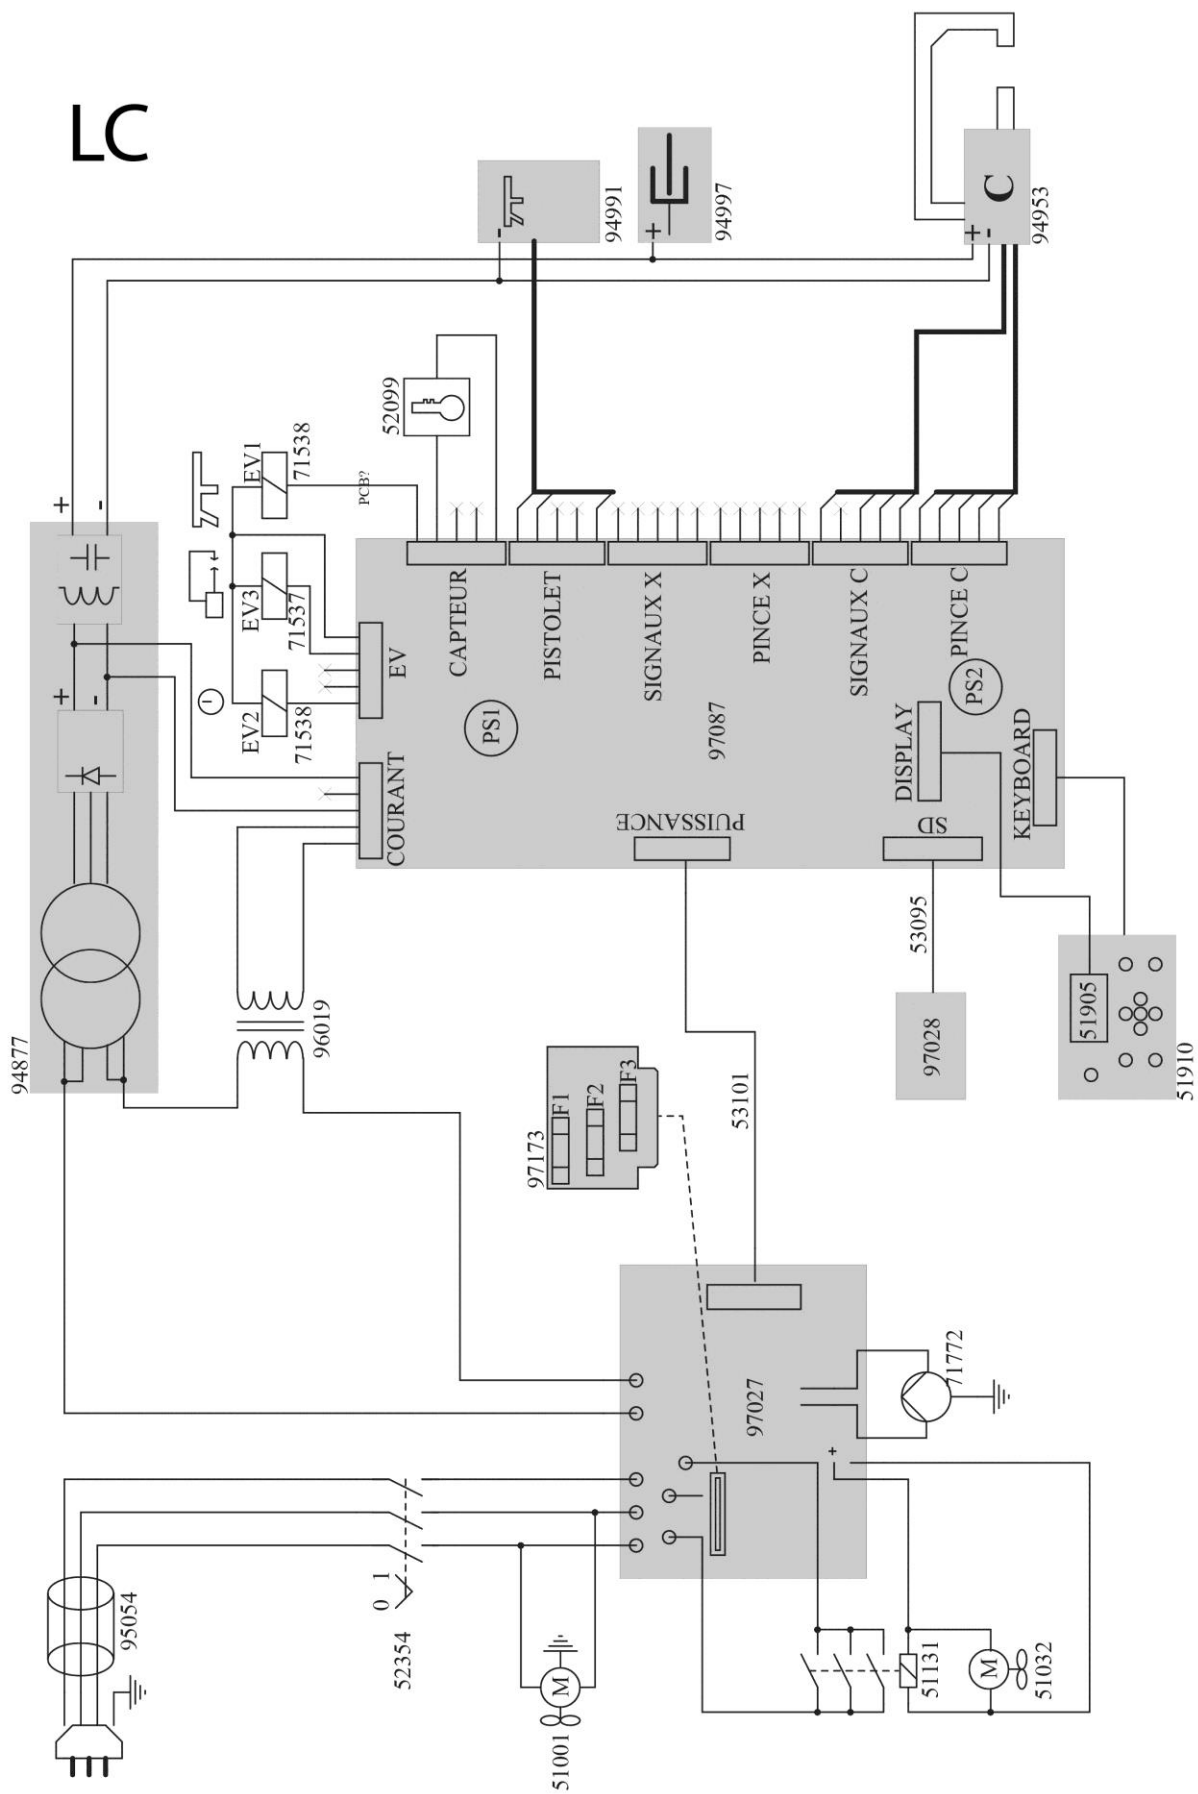 LC
94991
94997
+
-
C
+
-
94953
52099
EV1
71538
PCB?
+
-
EV3
71537
EV2
71538
+
-
EV
CAPTEUR
PISTOLET
SIGNAUX X
PINCE X
SIGNAUX C
PINCE C
PS1
PS2
97087
COURANT
PUISSANCE
DISPLAY
SD
KEYBOARD
94877
96019
53095
97028
51905
51910
97173
F1
F2
F3
53101
97027
71772
+
95054
0 1
52354
M
51001
51131
M
51032